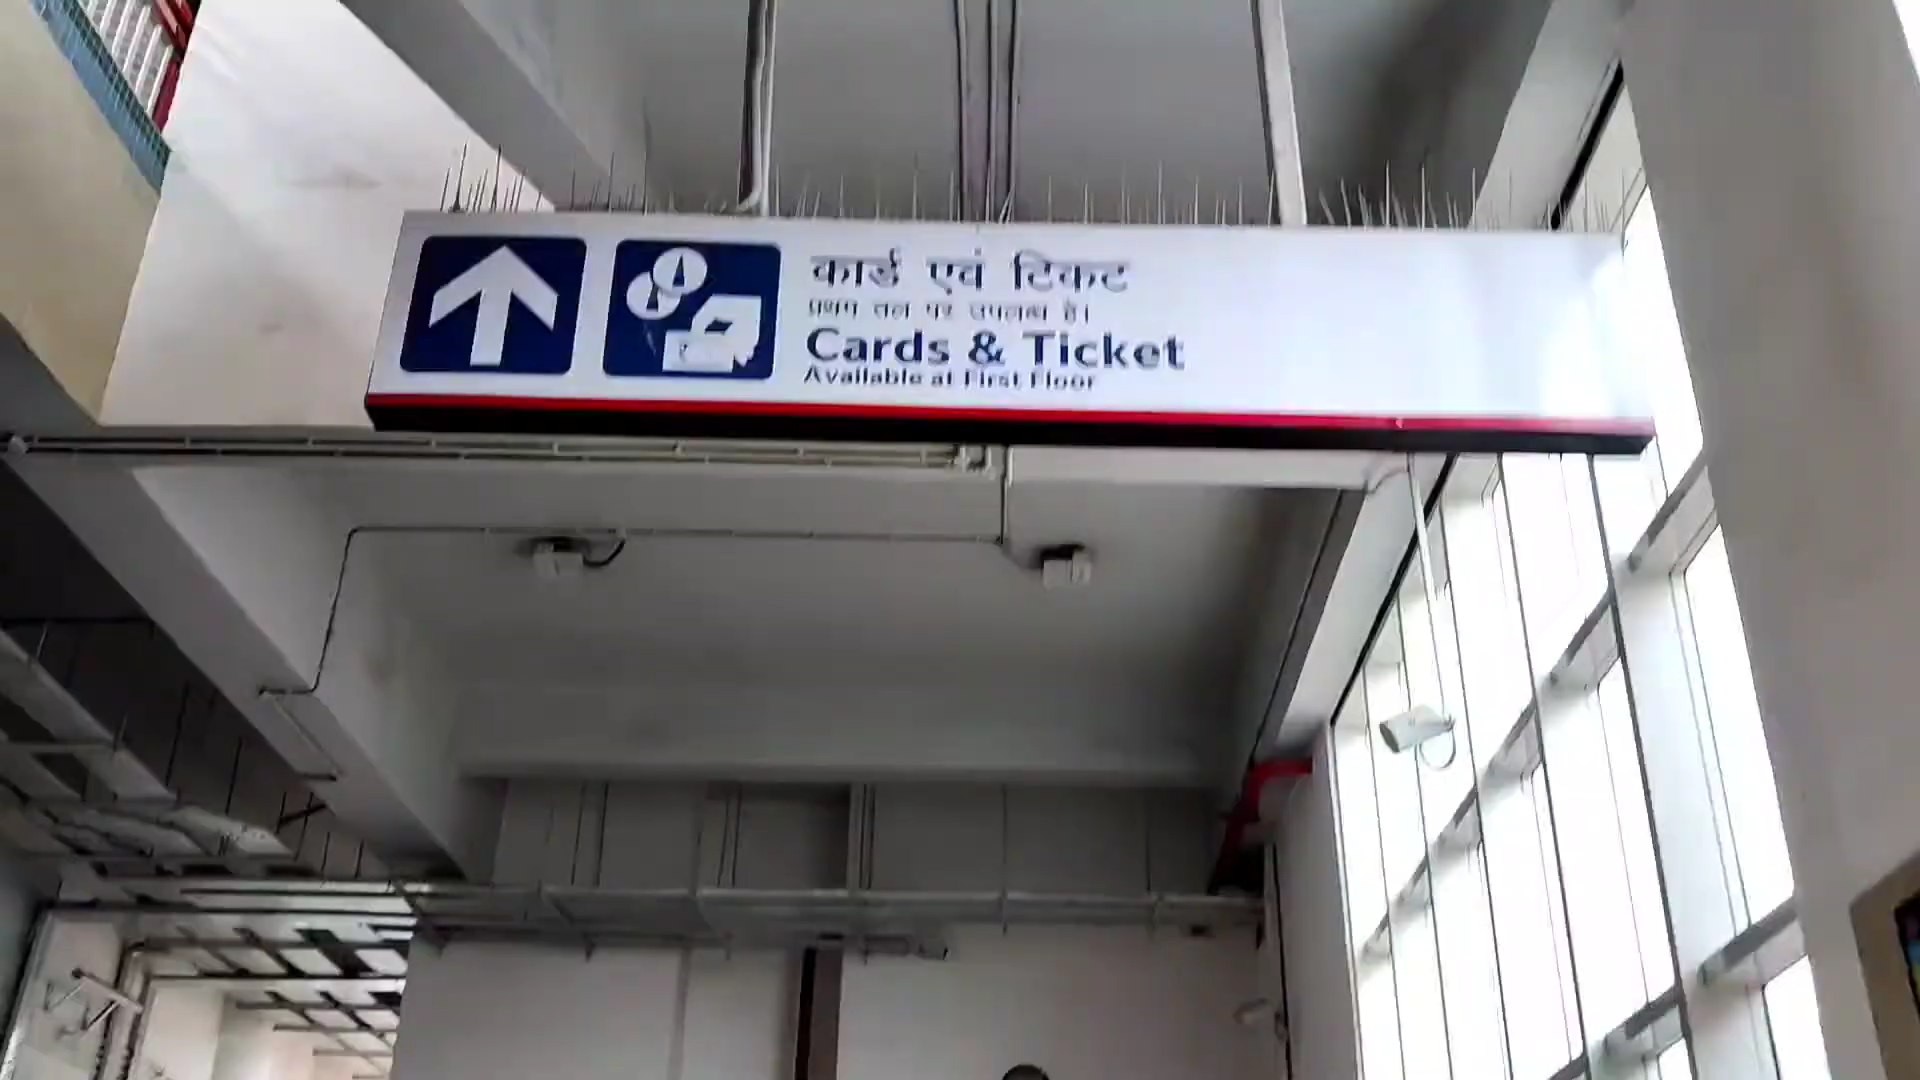 कार्ड एवं टिकट
प्रथम तल पर उपलब्ध है।
Cards & Ticket
Available at First Floor